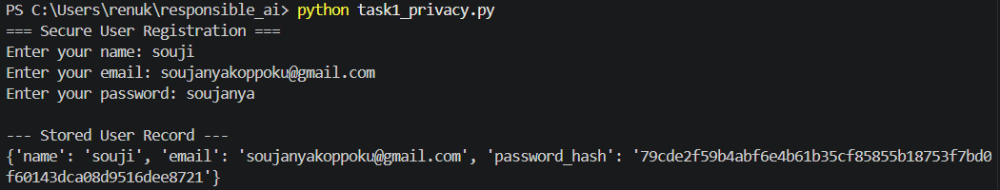 PS C:\Users\renuk\responsible_ai> python task1_privacy.py
=== Secure User Registration ===
Enter your name: souji
Enter your email: soujanyakoppoku@gmail.com
Enter your password: soujanya
--- Stored User Record ---
{'name': 'souji', 'email': 'soujanyakoppoku@gmail.com', 'password_hash': '79cde2f59b4abf6e4b61b35cf85855b18753f7bd0
f60143dca08d9516dee8721'}